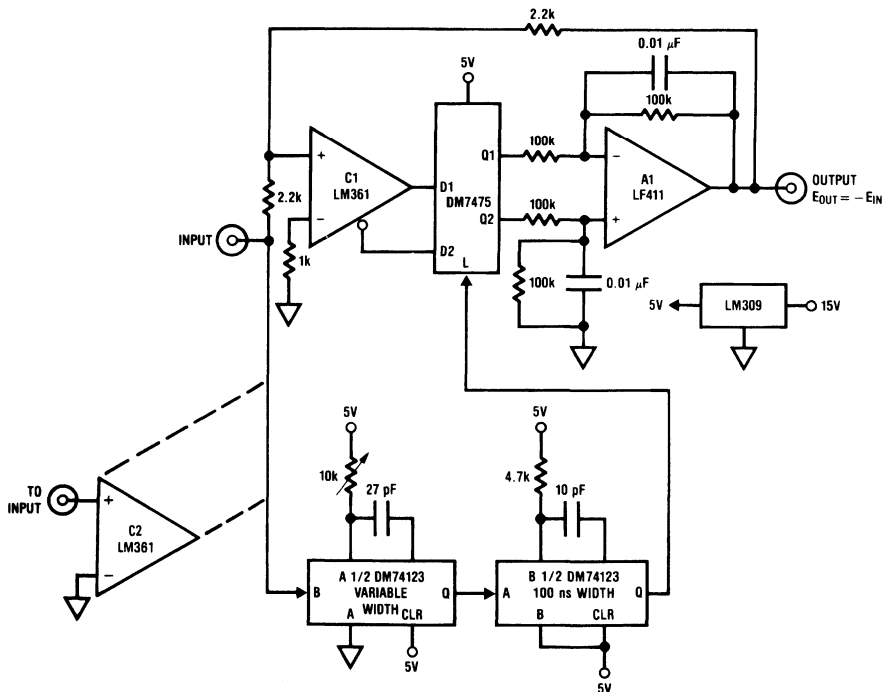 2.2k
0.01 μF
5V
100k
+
C1
LM361
−
D1
D2
DM7475
Q1
Q2
L
100k
100k
−
A1
LF411
+
OUTPUT
EOUT = −EIN
2.2k
INPUT
1k
100k
0.01 μF
5V
LM309
15V
5V
10k
27 pF
5V
4.7k
10 pF
TO
INPUT
+
C2
LM361
−
B
A 1/2 DM74123
VARIABLE
WIDTH
Q
A
CLR
5V
A
B 1/2 DM74123
100 ns WIDTH
Q
B
CLR
5V